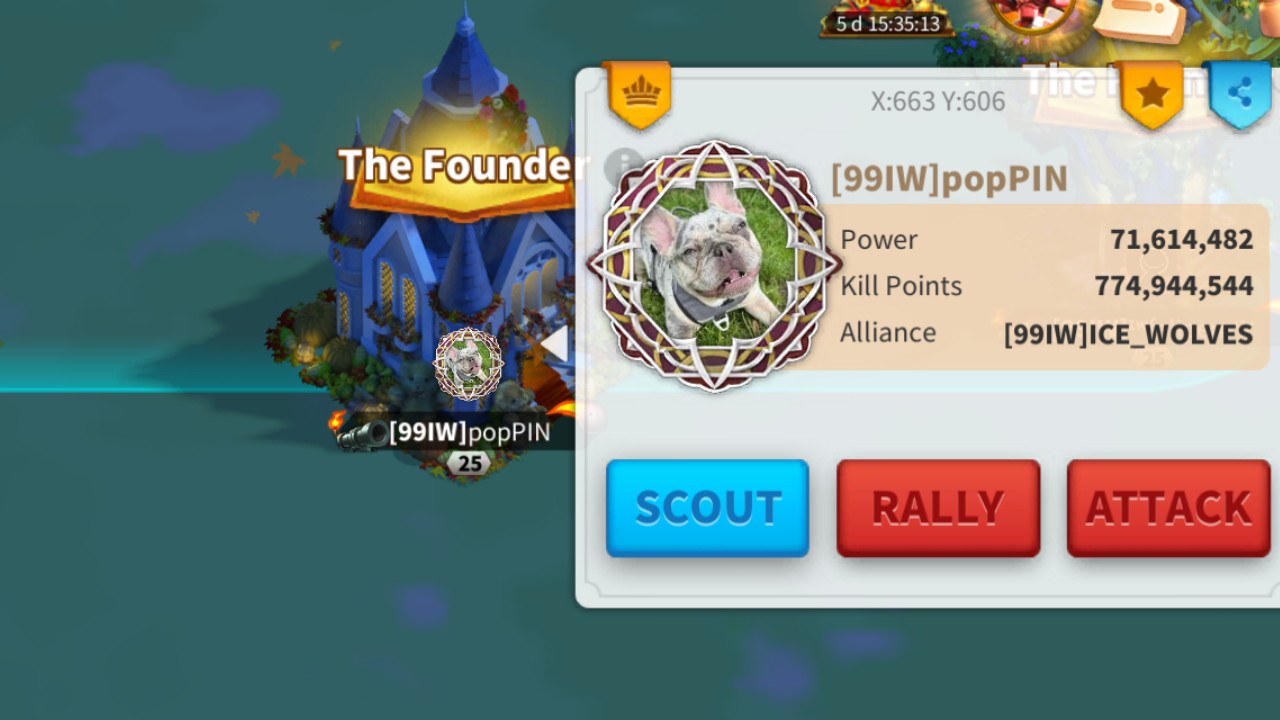 5 d 15:35:13
The Founder
X:663 Y:606
[99IW]popPIN
Power 71,614,482
Kill Points 774,944,544
Alliance [99IW]ICE_WOLVES
[99IW]popPIN
25
SCOUT RALLY ATTACK